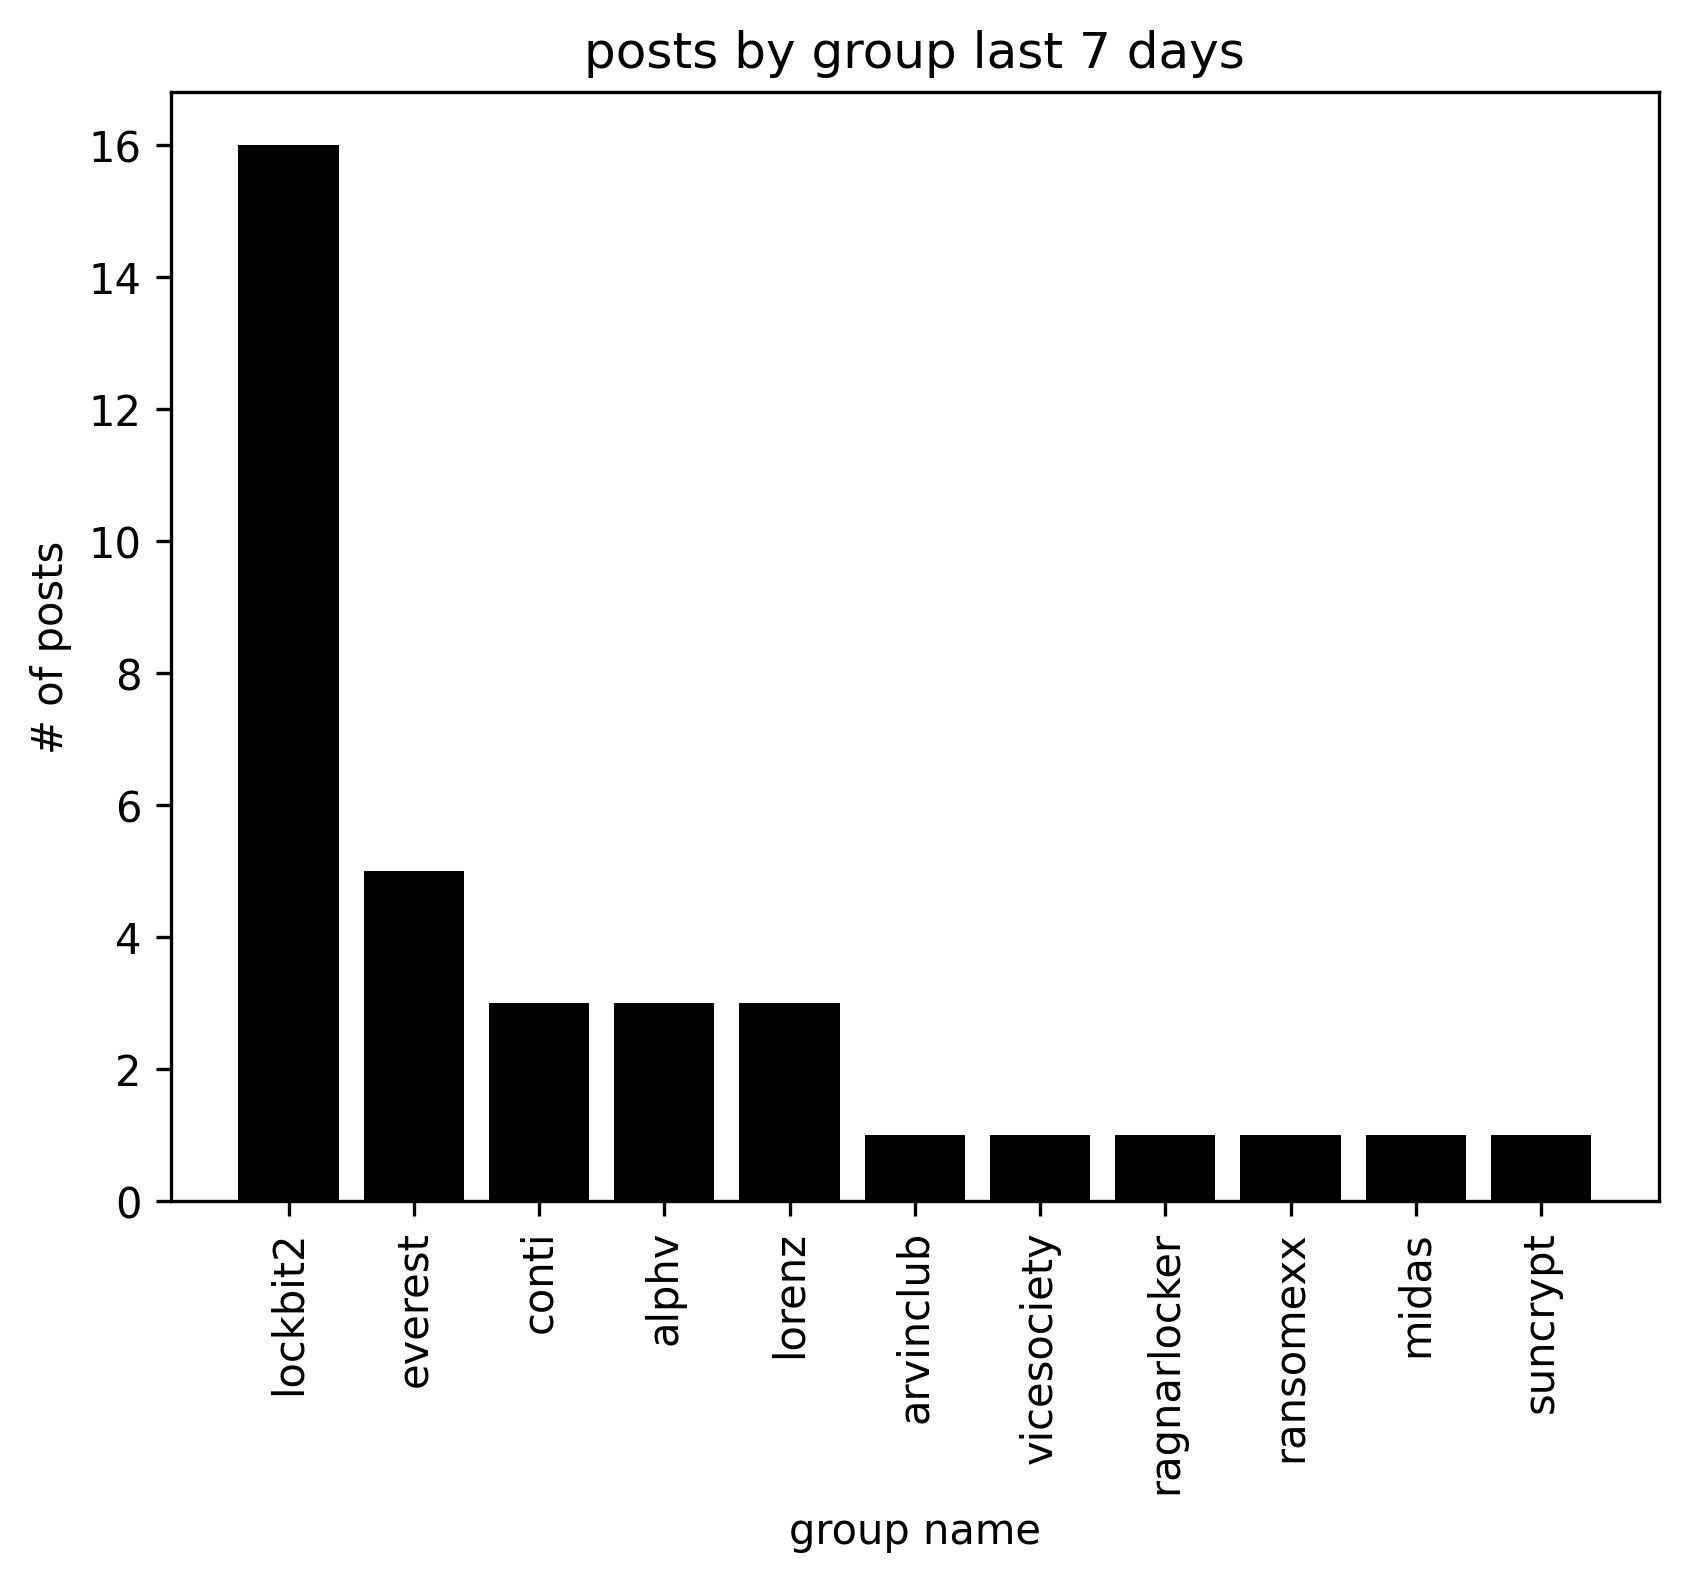 posts by group last 7 days
16
14
12
10
8
6
4
2
0
# of posts
lockbit2
everest
conti
alphv
lorenz
arvinclub
vicesociety
ragnarlocker
ransomexx
midas
suncrypt
group name